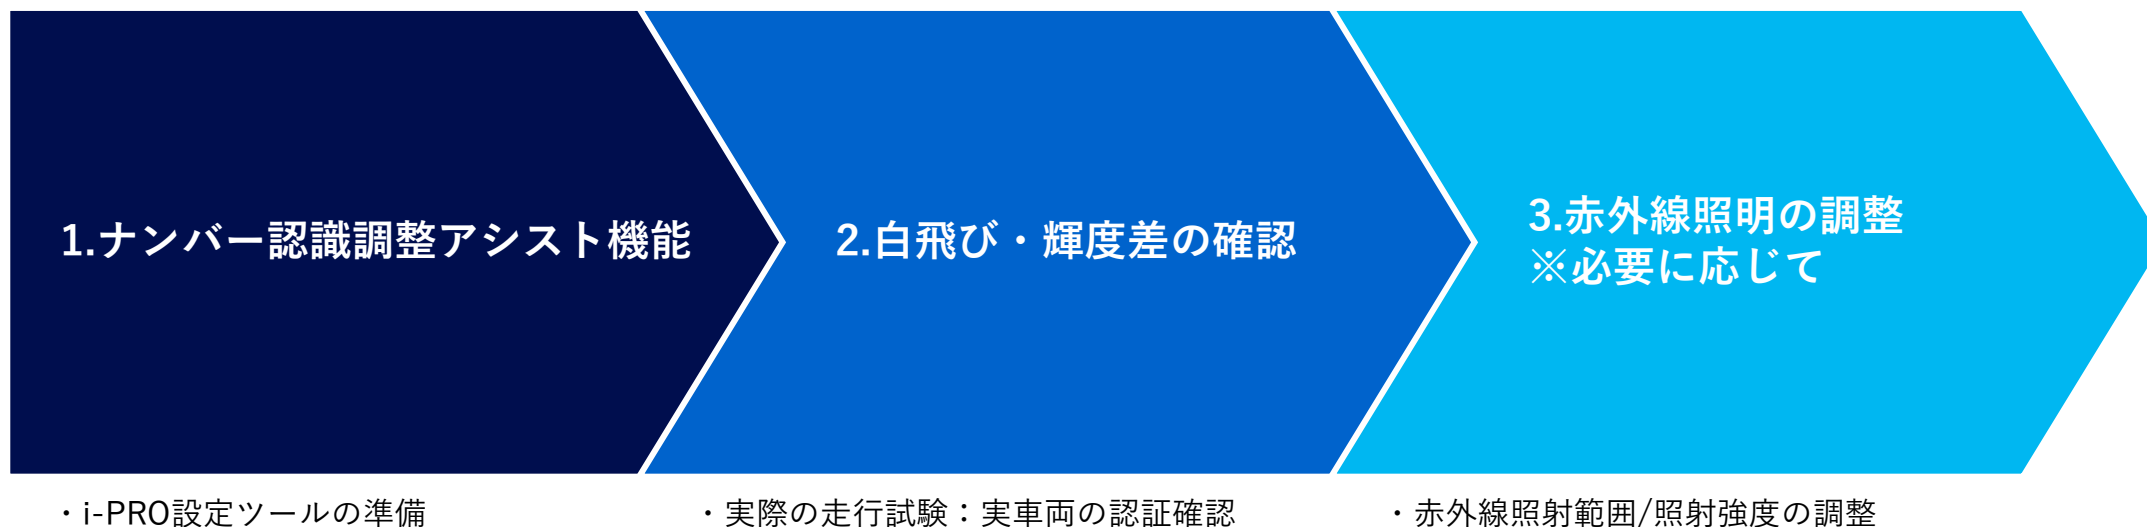 1.ナンバー認識調整アシスト機能
2.白飛び・輝度差の確認
3.赤外線照明の調整
※必要に応じて
・i-PRO設定ツールの準備
・実際の走行試験：実車両の認証確認
・赤外線照射範囲/照射強度の調整